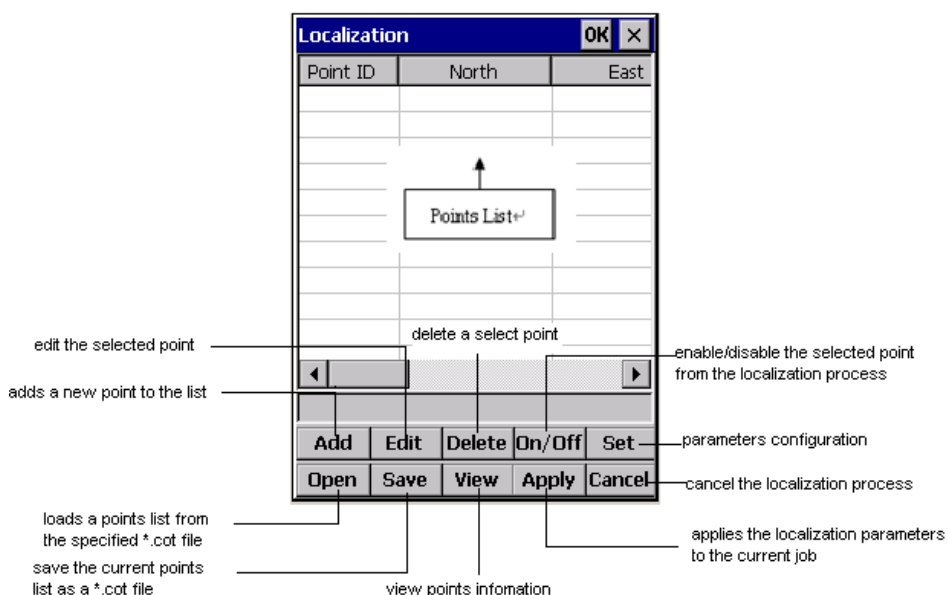 Localization OK ×
Point ID North East
Points List↵
delete a select point
edit the selected point
enable/disable the selected point
from the localization process
adds a new point to the list
Add Edit Delete On/Off Set
parameters configuration
Open Save View Apply Cancel
cancel the localization process
loads a points list from
the specified *.cot file
applies the localization parameters
to the current job
save the current points
list as a *.cot file
view points infomation